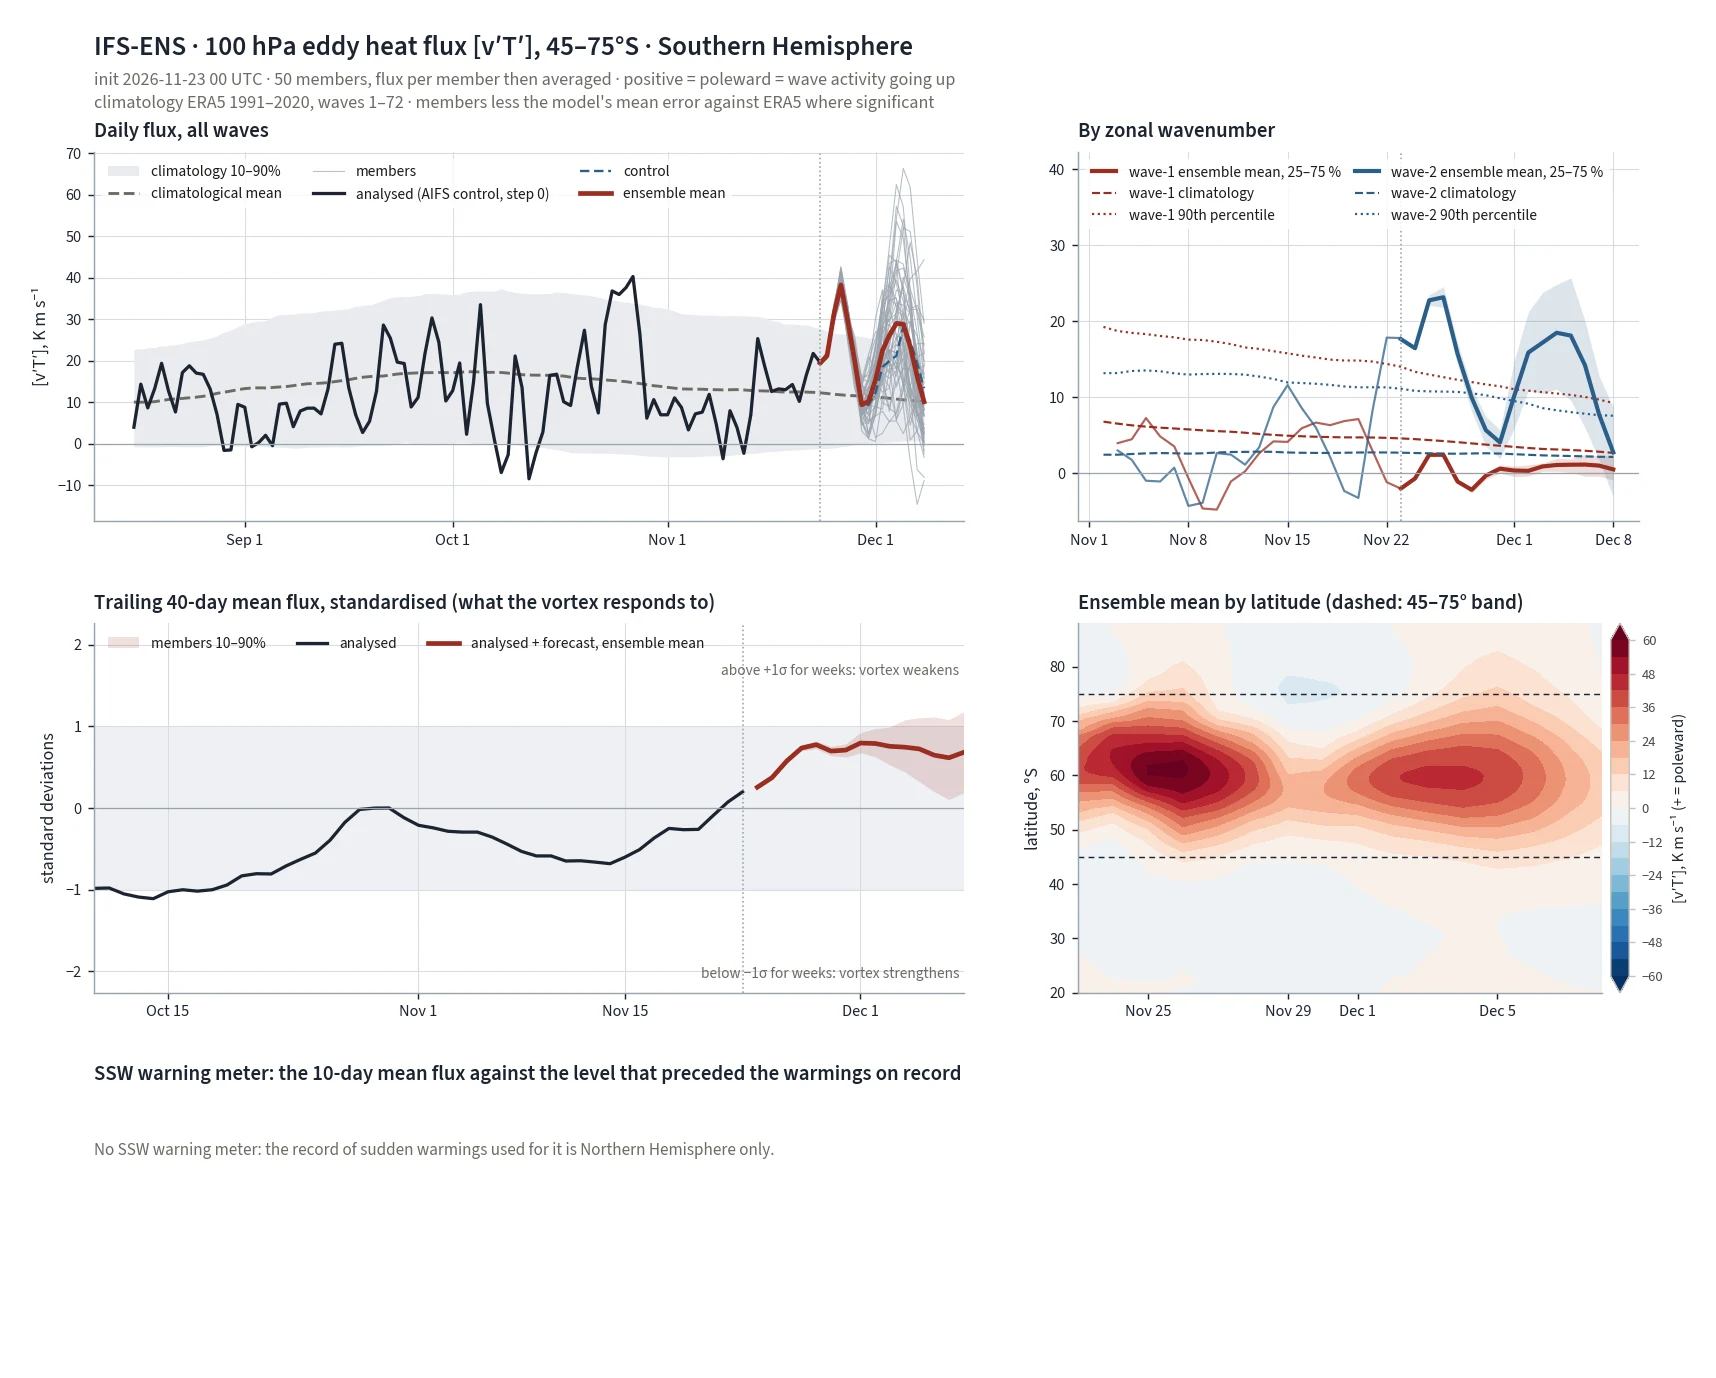 IFS-ENS · 100 hPa eddy heat flux [v′T′], 45–75°S · Southern Hemisphere
init 2026-11-23 00 UTC · 50 members, flux per member then averaged · positive = poleward = wave activity going up
climatology ERA5 1991–2020, waves 1–72 · members less the model's mean error against ERA5 where significant
Daily flux, all waves
climatology 10–90%
climatological mean
members
analysed (AIFS control, step 0)
control
ensemble mean
[v′T′], K m s⁻¹
70
60
50
40
30
20
10
0
−10
Sep 1
Oct 1
Nov 1
Dec 1
By zonal wavenumber
wave-1 ensemble mean, 25–75 %
wave-1 climatology
wave-1 90th percentile
wave-2 ensemble mean, 25–75 %
wave-2 climatology
wave-2 90th percentile
40
30
20
10
0
Nov 1
Nov 8
Nov 15
Nov 22
Dec 1
Dec 8
Trailing 40-day mean flux, standardised (what the vortex responds to)
members 10–90%
analysed
analysed + forecast, ensemble mean
above +1σ for weeks: vortex weakens
below −1σ for weeks: vortex strengthens
standard deviations
2
1
0
−1
−2
Oct 15
Nov 1
Nov 15
Dec 1
Ensemble mean by latitude (dashed: 45–75° band)
latitude, °S
80
70
60
50
40
30
20
Nov 25
Nov 29
Dec 1
Dec 5
60
48
36
24
12
0
−12
−24
−36
−48
−60
[v′T′], K m s⁻¹ (+ = poleward)
SSW warning meter: the 10-day mean flux against the level that preceded the warmings on record
No SSW warning meter: the record of sudden warmings used for it is Northern Hemisphere only.